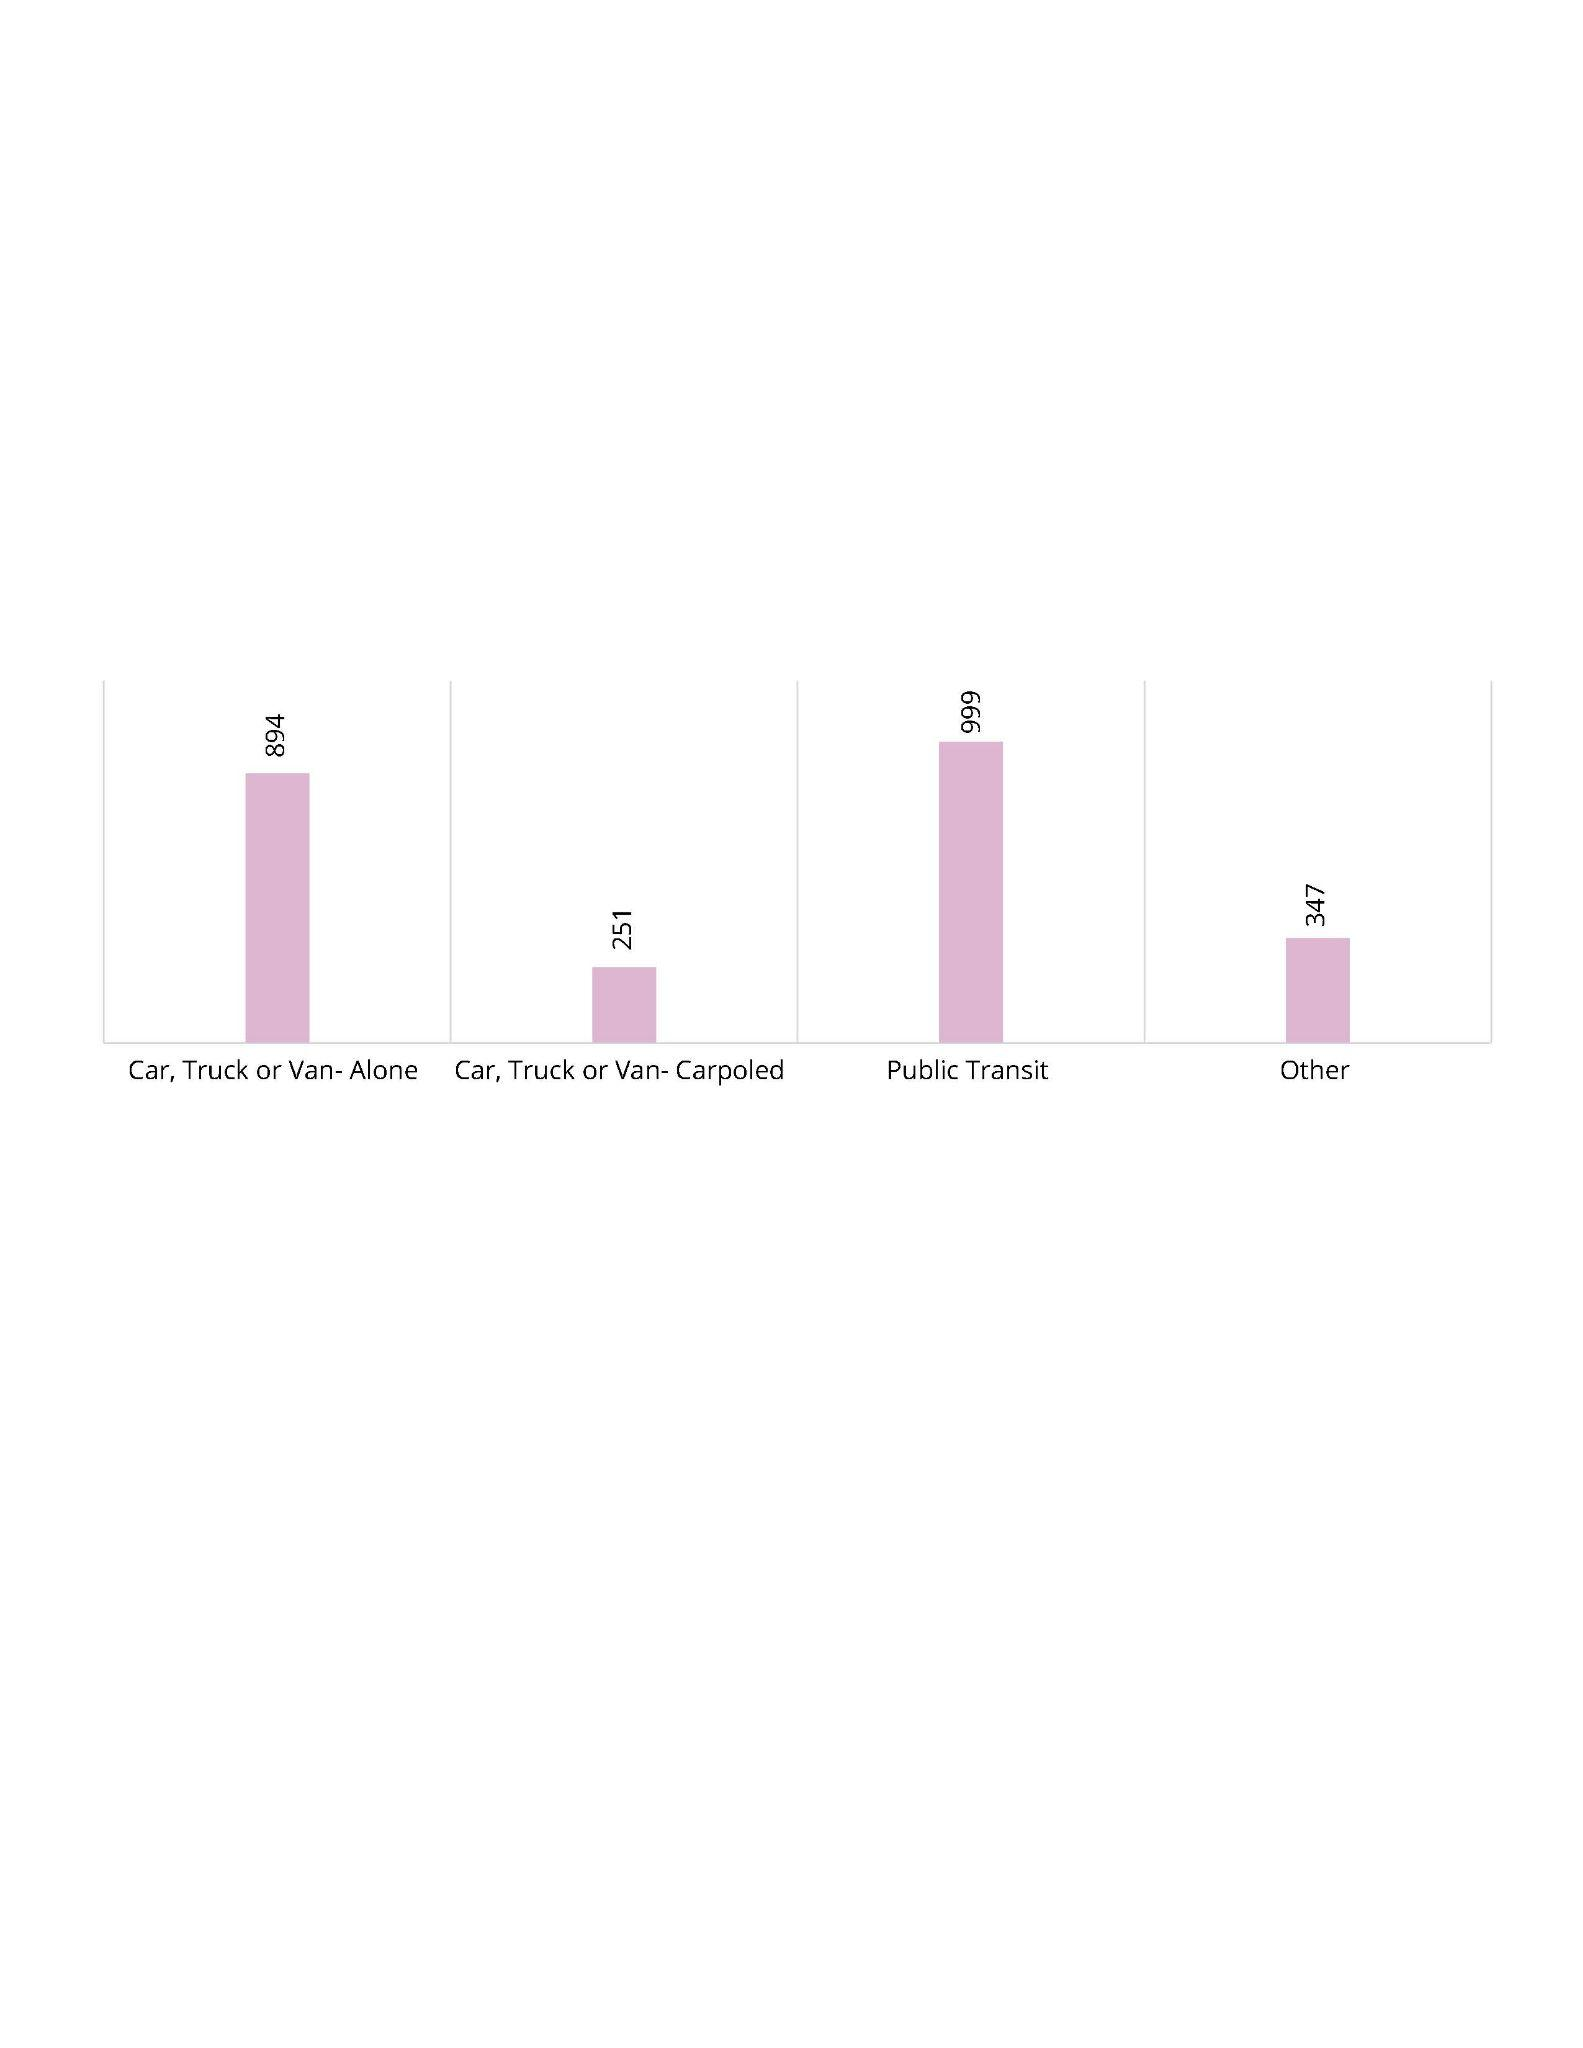 894
251
999
347
Car, Truck or Van- Alone
Car, Truck or Van- Carpoled
Public Transit
Other